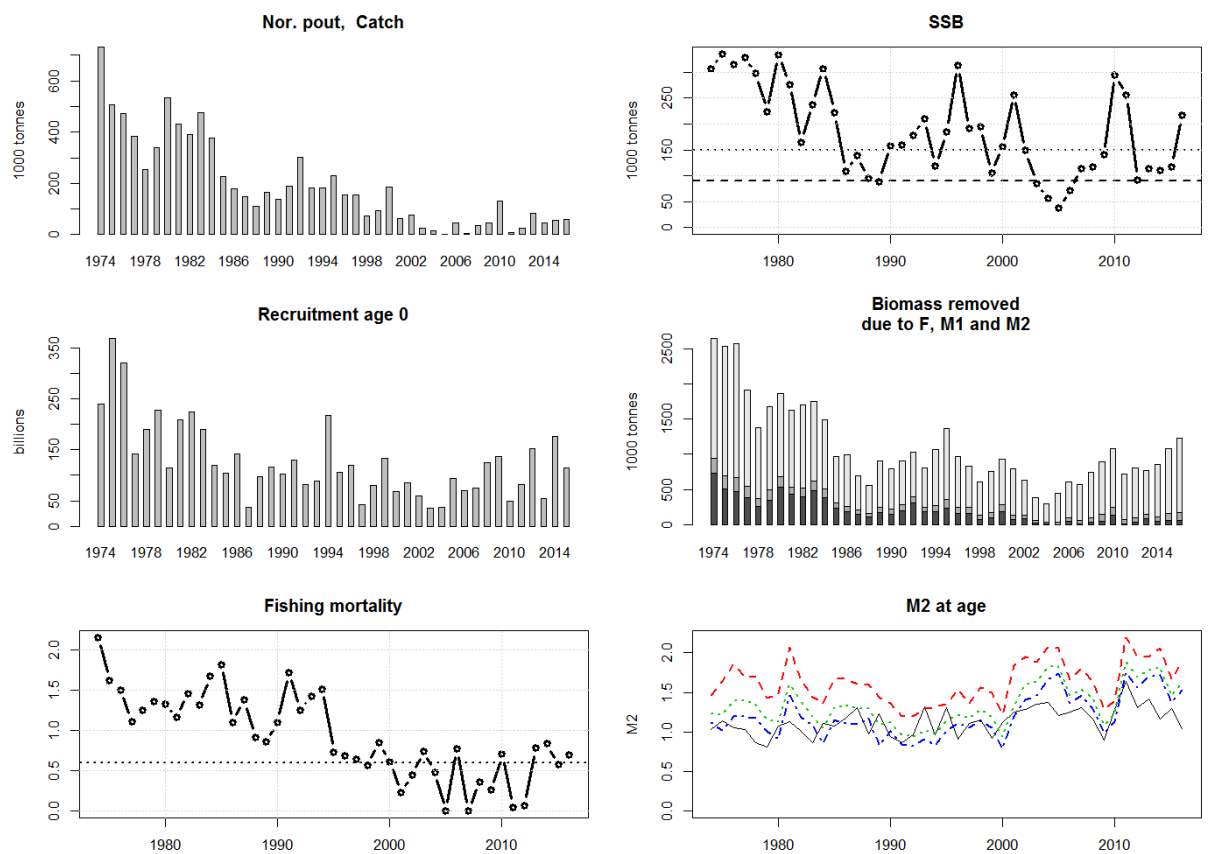 Nor. pout,  Catch
1000 tonnes
600
400
200
0
1974 1978 1982 1986 1990 1994 1998 2002 2006 2010 2014
SSB
1000 tonnes
250
150
50
0
1980 1990 2000 2010
Recruitment age 0
billions
350
250
150
50
0
1974 1978 1982 1986 1990 1994 1998 2002 2006 2010 2014
Biomass removed
due to F, M1 and M2
1000 tonnes
2500
1500
500
0
1974 1978 1982 1986 1990 1994 1998 2002 2006 2010 2014
Fishing mortality
2.0
1.5
1.0
0.5
0.0
1980 1990 2000 2010
M2 at age
M2
2.0
1.5
1.0
0.5
0.0
1980 1990 2000 2010